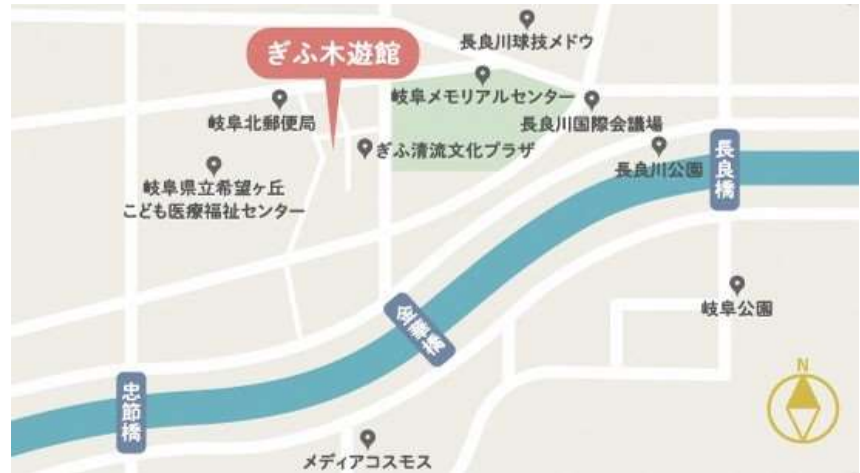 長良川球技メドウ
ぎふ木遊館
岐阜メモリアルセンター
岐阜北郵便局
長良川国際会議場
ぎふ清流文化プラザ
長良川公園
長良橋
岐阜県立希望ヶ丘
こども医療福祉センター
岐阜公園
金華橋
N
忠節橋
メディアコスモス